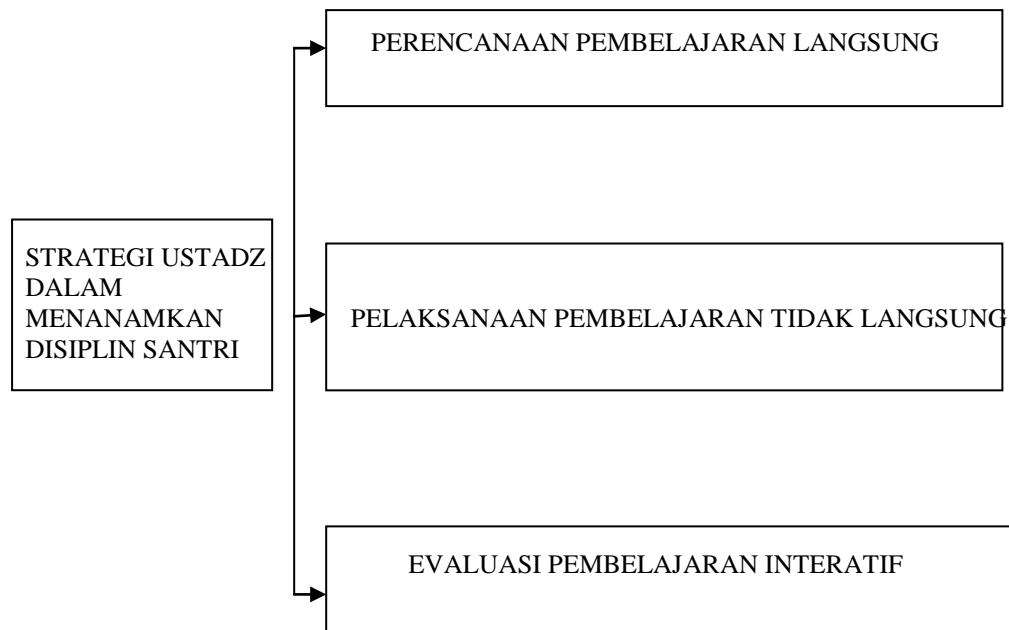 PERENCANAAN PEMBELAJARAN LANGSUNG
STRATEGI USTADZ
DALAM
MENANAMKAN
DISIPLIN SANTRI
PELAKSANAAN PEMBELAJARAN TIDAK LANGSUNG
EVALUASI PEMBELAJARAN INTERATIF